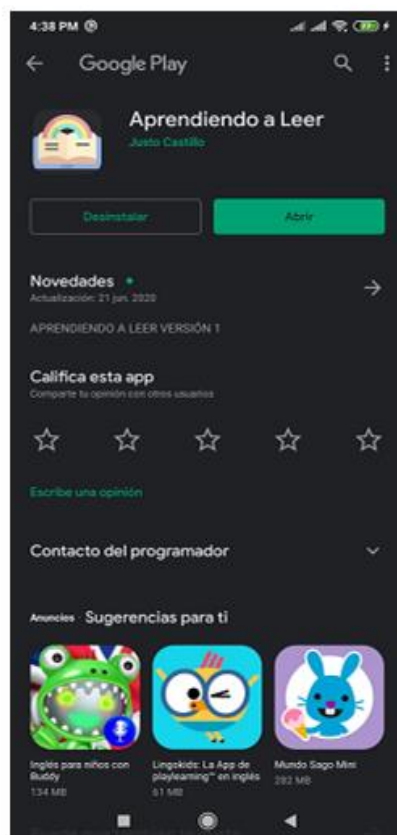 4:38 PM
Google Play
Aprendiendo a Leer
Justo Castillo
Desinstalar
Abrir
Novedades
Actualización: 21 jun. 2020
APRENDIENDO A LEER VERSIÓN 1
Califica esta app
Comparte tu opinión con otros usuarios
Escribe una opinión
Contacto del programador
Anuncios · Sugerencias para ti
Inglés para niños con
Buddy
134 MB
Lingokids: La App de
playlearning™ en inglés
61 MB
Mundo Sago Mini
282 MB